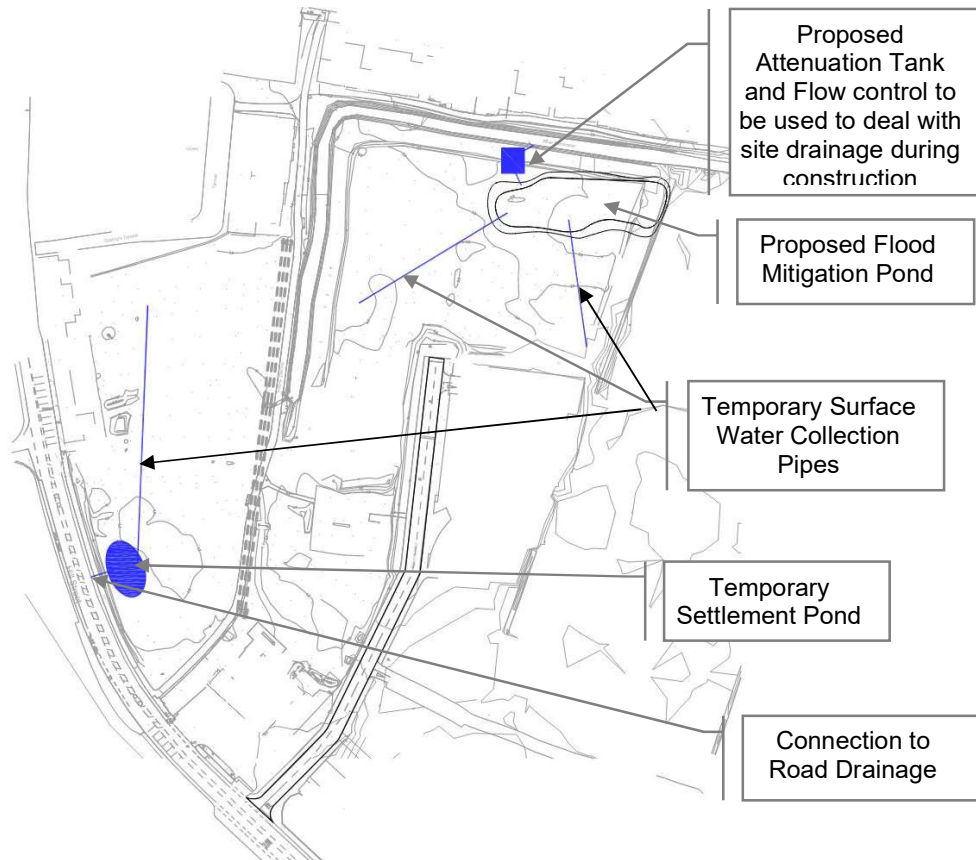 Proposed
Attenuation Tank
and Flow control to
be used to deal with
site drainage during
construction
Proposed Flood
Mitigation Pond
Temporary Surface
Water Collection
Pipes
Temporary
Settlement Pond
Connection to
Road Drainage